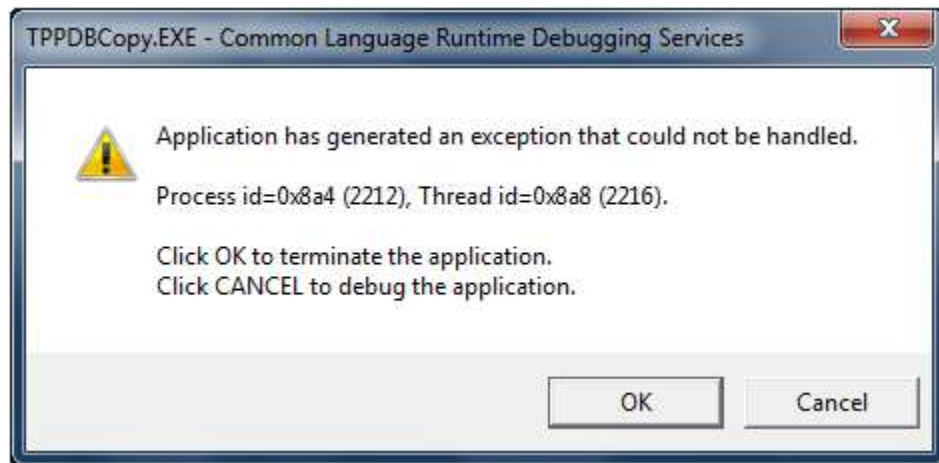 TPPDBCopy.EXE - Common Language Runtime Debugging Services
Application has generated an exception that could not be handled.
Process id=0x8a4 (2212), Thread id=0x8a8 (2216).
Click OK to terminate the application.
Click CANCEL to debug the application.
OK
Cancel